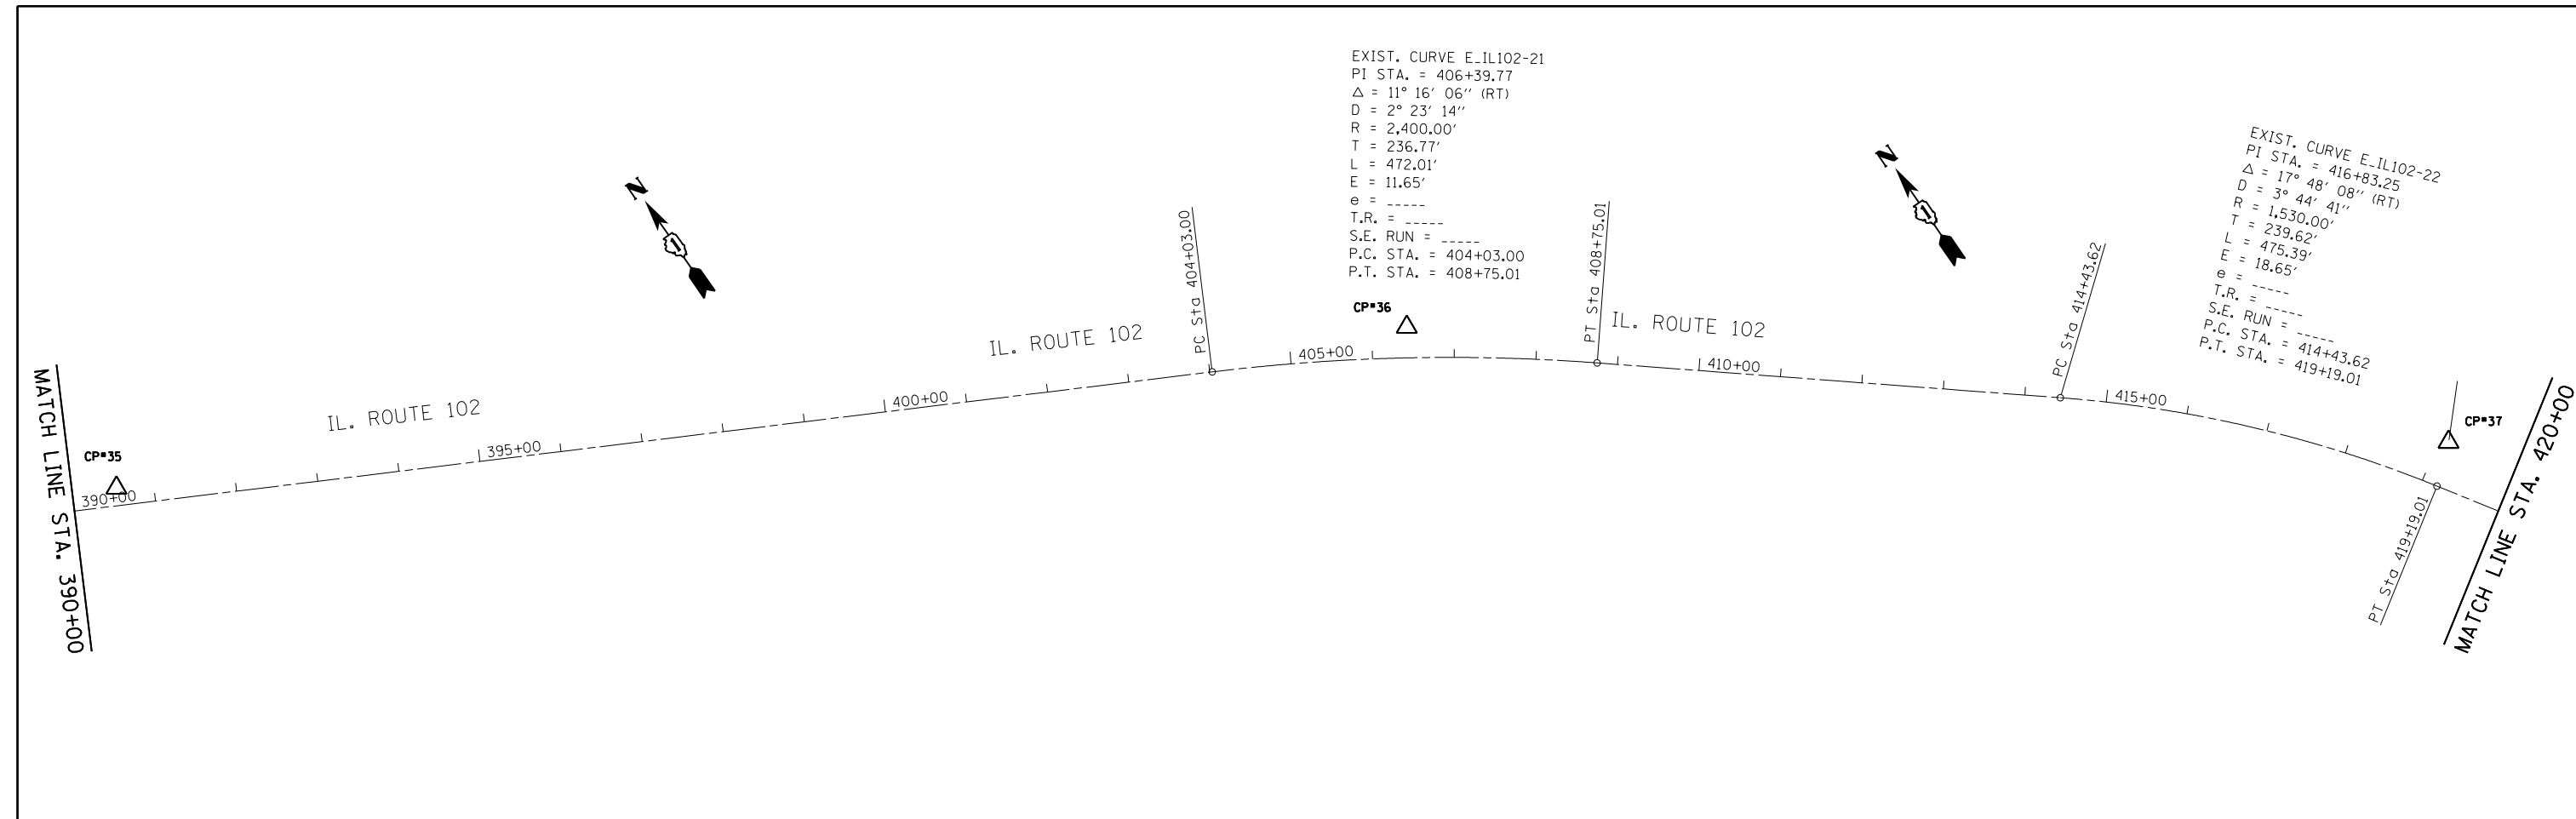 EXIST. CURVE E_IL102-21
PI STA. = 406+39.77
Δ = 11° 16' 06'' (RT)
D = 2° 23' 14''
R = 2,400.00'
T = 236.77'
L = 472.01'
E = 11.65'
e = _____
T.R. = _____
S.E. RUN = _____
P.C. STA. = 404+03.00
P.T. STA. = 408+75.01
EXIST. CURVE E_IL102-22
PI STA. = 416+83.25
Δ = 17° 48' 08'' (RT)
D = 3° 44' 41''
R = 1,530.00'
T = 239.62'
L = 475.39'
E = 18.65'
e = _____
T.R. = _____
S.E. RUN = _____
P.C. STA. = 414+43.62
P.T. STA. = 419+19.01
N
N
MATCH LINE STA. 390+00
CP#35
390+00
IL. ROUTE 102
395+00
400+00
IL. ROUTE 102
PC Sta 404+03.00
405+00
CP#36
PT Sta 408+75.01
IL. ROUTE 102
410+00
PC Sta 414+43.62
415+00
CP#37
PT Sta 419+19.01
MATCH LINE STA. 420+00